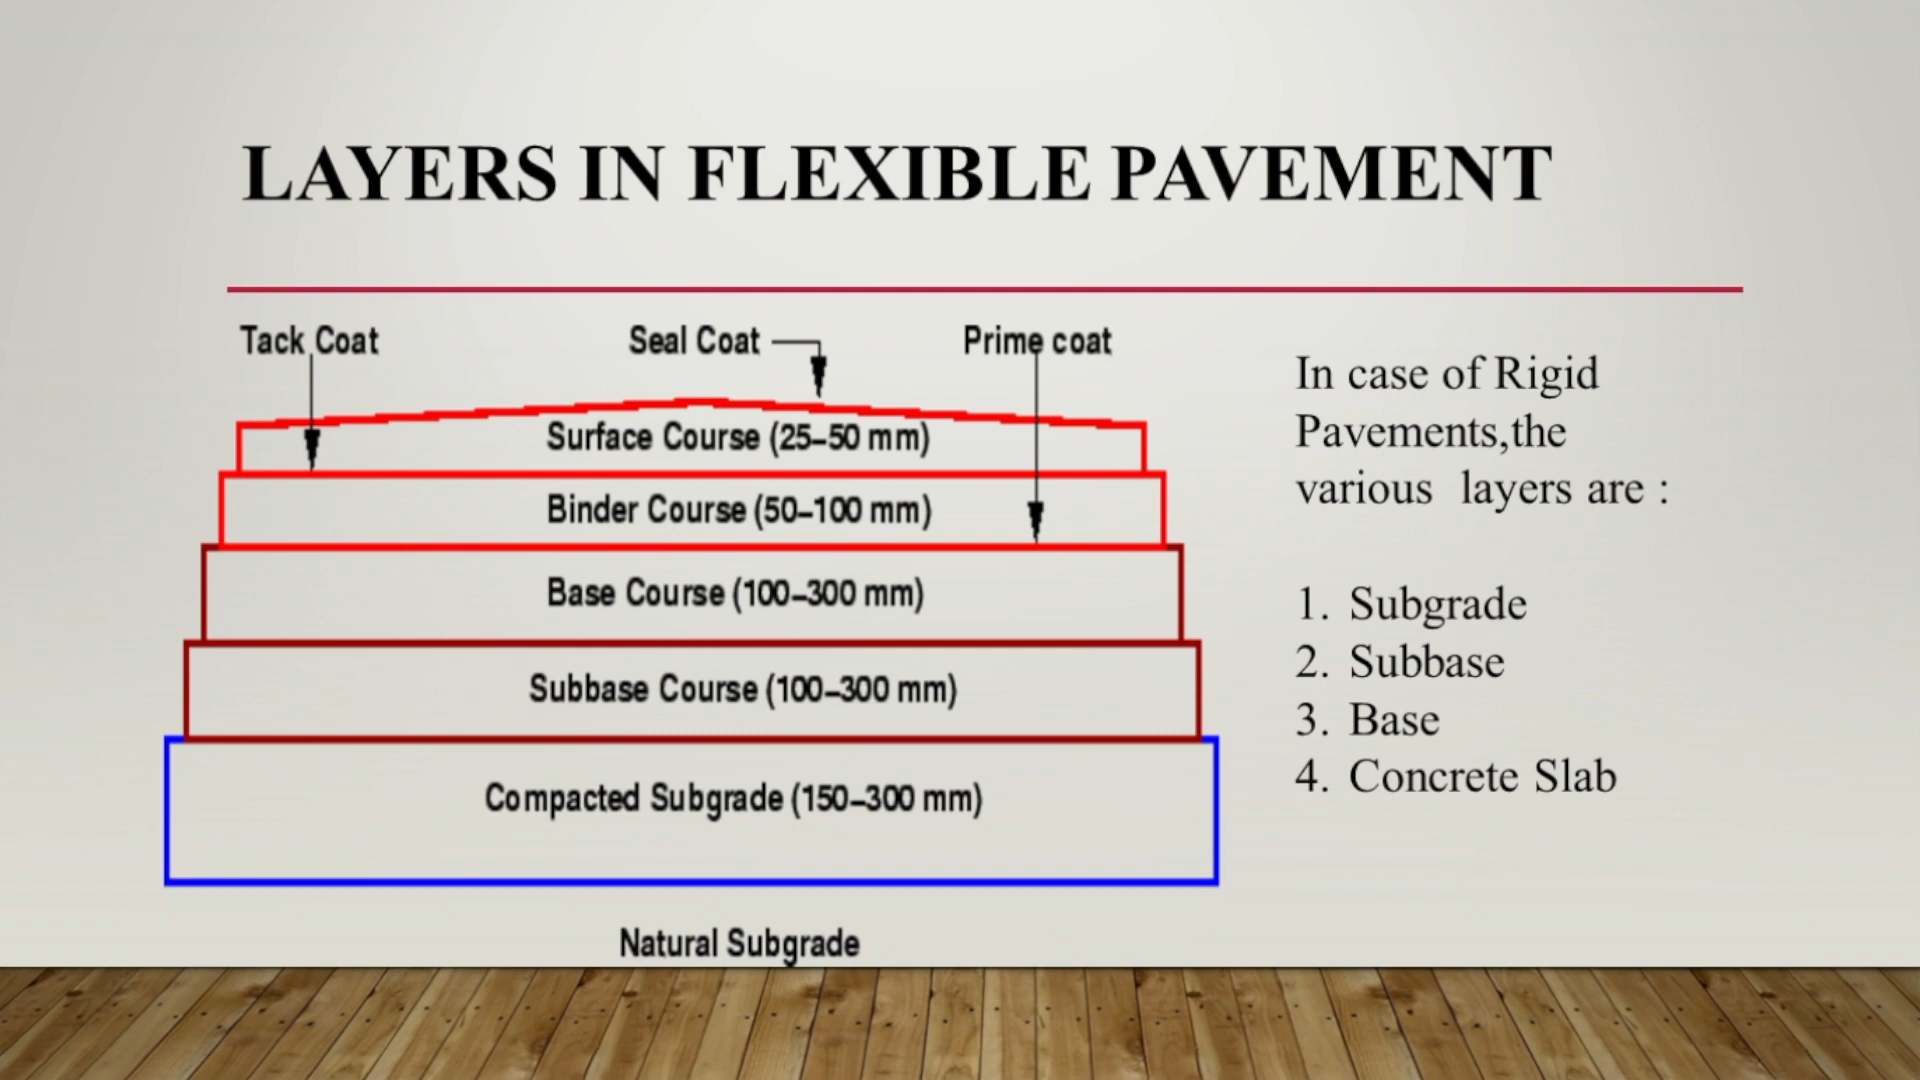 LAYERS IN FLEXIBLE PAVEMENT
Tack Coat
Seal Coat
Prime coat
Surface Course (25–50 mm)
Binder Course (50–100 mm)
Base Course (100–300 mm)
Subbase Course (100–300 mm)
Compacted Subgrade (150–300 mm)
Natural Subgrade
In case of Rigid
Pavements,the
various layers are :
1. Subgrade
2. Subbase
3. Base
4. Concrete Slab